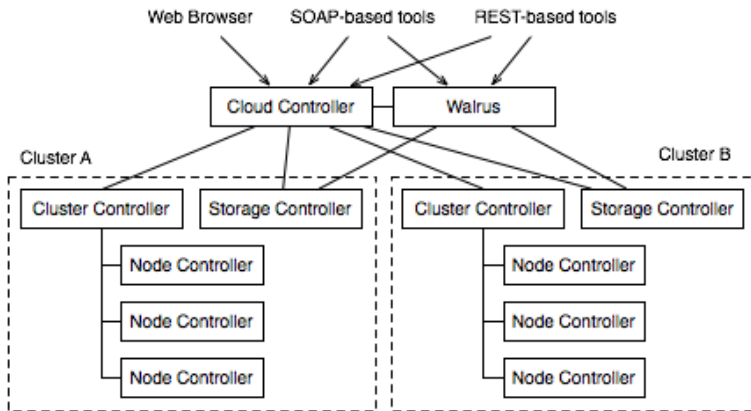 Web Browser SOAP-based tools REST-based tools
Cloud Controller Walrus
Cluster A Cluster B
Cluster Controller Storage Controller Cluster Controller Storage Controller
Node Controller Node Controller
Node Controller Node Controller
Node Controller Node Controller